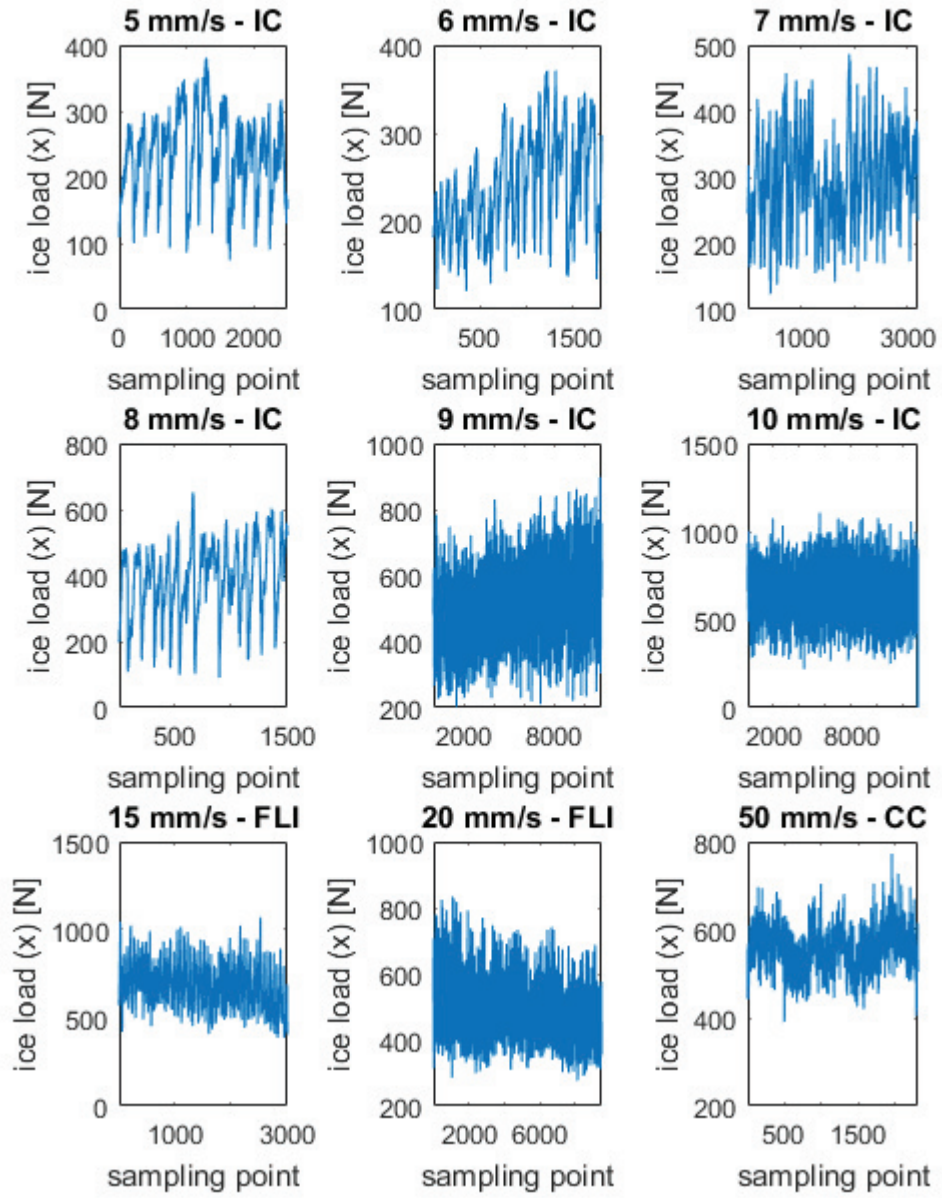 5 mm/s - IC
6 mm/s - IC
7 mm/s - IC
400
300
200
100
0
ice load (x) [N]
0
1000
2000
sampling point
400
300
200
100
ice load (x) [N]
500
1500
sampling point
500
400
300
200
100
ice load (x) [N]
1000
3000
sampling point
8 mm/s - IC
9 mm/s - IC
10 mm/s - IC
800
600
400
200
0
ice load (x) [N]
500
1500
sampling point
1000
800
600
400
200
ice load (x) [N]
2000
8000
sampling point
1500
1000
500
0
ice load (x) [N]
2000
8000
sampling point
15 mm/s - FLI
20 mm/s - FLI
50 mm/s - CC
1500
1000
500
0
ice load (x) [N]
1000
3000
sampling point
1000
800
600
400
200
ice load (x) [N]
2000
6000
sampling point
800
600
400
200
ice load (x) [N]
500
1500
sampling point